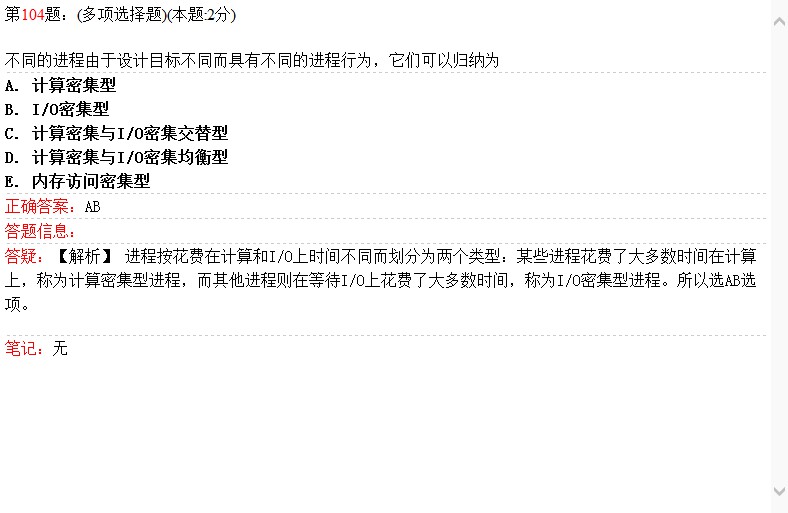 第104题：(多项选择题)(本题:2分)
不同的进程由于设计目标不同而具有不同的进程行为，它们可以归纳为
A. 计算密集型
B. I/O密集型
C. 计算密集与I/O密集交替型
D. 计算密集与I/O密集均衡型
E. 内存访问密集型
正确答案：AB
答题信息：
答疑：【解析】 进程按花费在计算和I/O上时间不同而划分为两个类型：某些进程花费了大多数时间在计算
上，称为计算密集型进程，而其他进程则在等待I/O上花费了大多数时间，称为I/O密集型进程。所以选AB选
项。
笔记：无